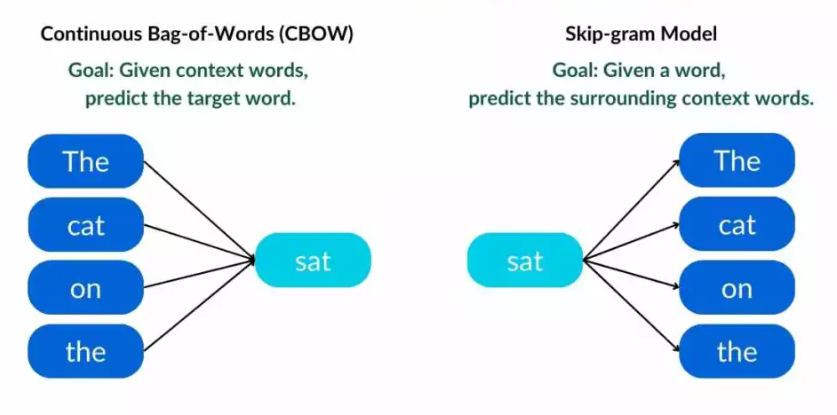 Continuous Bag-of-Words (CBOW)
Goal: Given context words,
predict the target word.
The
cat
on
the
sat
Skip-gram Model
Goal: Given a word,
predict the surrounding context words.
sat
The
cat
on
the